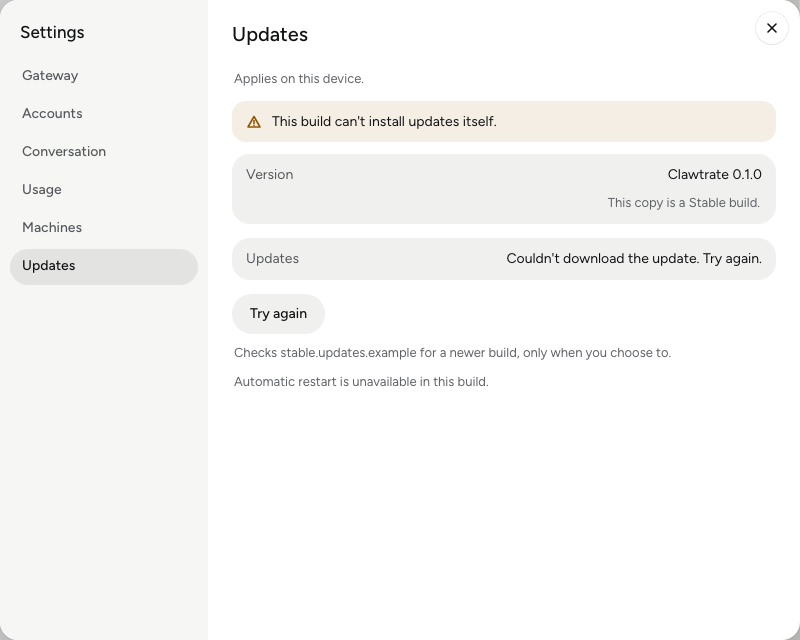 Settings
Gateway
Accounts
Conversation
Usage
Machines
Updates
Updates
Applies on this device.
This build can't install updates itself.
Version
Clawtrate 0.1.0
This copy is a Stable build.
Updates
Couldn't download the update. Try again.
Try again
Checks stable.updates.example for a newer build, only when you choose to.
Automatic restart is unavailable in this build.